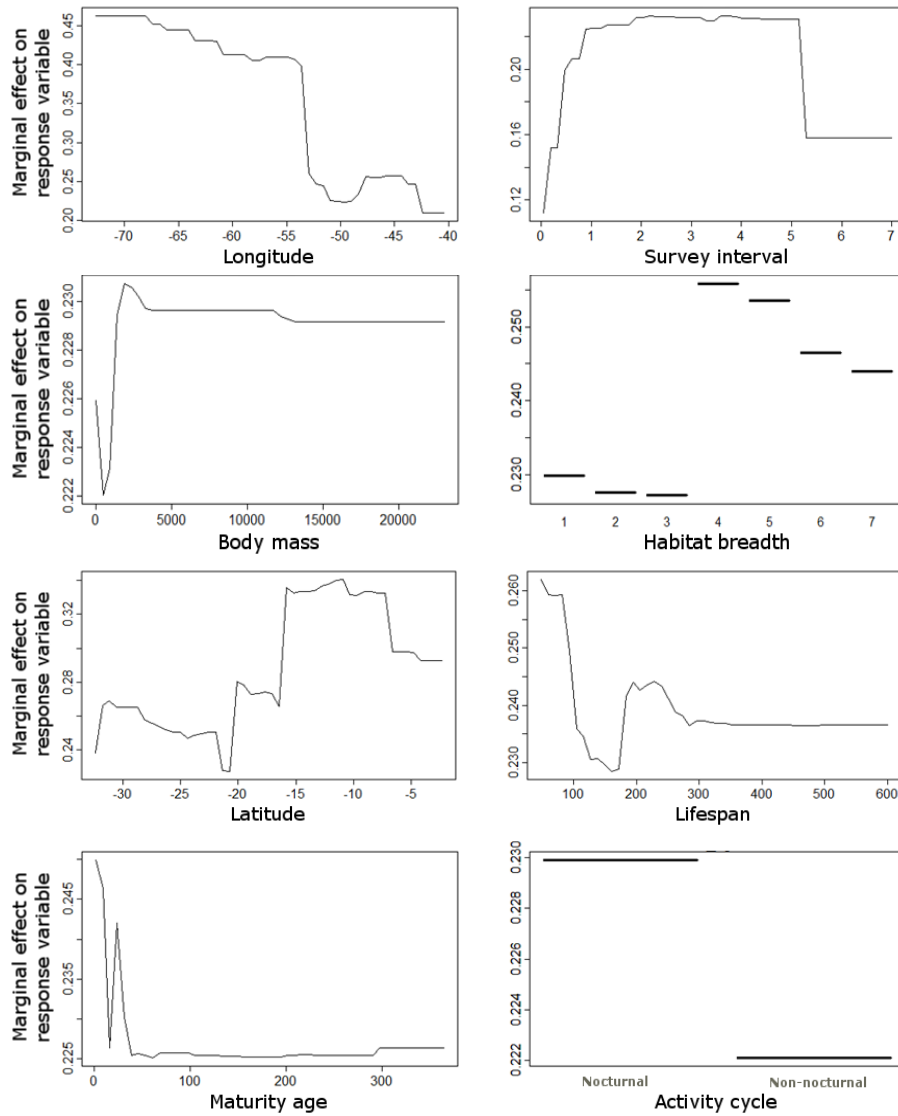 Marginal effect on
response variable
0.20 0.25 0.30 0.35 0.40 0.45
-70 -65 -60 -55 -50 -45 -40
Longitude
0.12 0.16 0.20
0 1 2 3 4 5 6 7
Survey interval
Marginal effect on
response variable
0.222 0.224 0.226 0.228 0.230
0 5000 10000 15000 20000
Body mass
0.230 0.240 0.250
1 2 3 4 5 6 7
Habitat breadth
Marginal effect on
response variable
0.24 0.28 0.32
-30 -25 -20 -15 -10 -5
Latitude
0.230 0.240 0.250 0.260
100 200 300 400 500 600
Lifespan
Marginal effect on
response variable
0.225 0.235 0.245
0 100 200 300
Maturity age
0.222 0.224 0.226 0.228 0.230
Nocturnal Non-nocturnal
Activity cycle